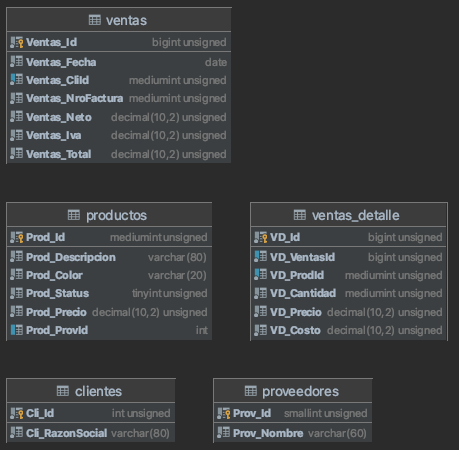 ventas
Ventas_Id bigint unsigned
Ventas_Fecha date
Ventas_CliId mediumint unsigned
Ventas_NroFactura mediumint unsigned
Ventas_Neto decimal(10,2) unsigned
Ventas_Iva decimal(10,2) unsigned
Ventas_Total decimal(10,2) unsigned
productos
Prod_Id mediumint unsigned
Prod_Descripcion varchar(80)
Prod_Color varchar(20)
Prod_Status tinyint unsigned
Prod_Precio decimal(10,2) unsigned
Prod_ProvId int
ventas_detalle
VD_Id bigint unsigned
VD_VentasId bigint unsigned
VD_ProdId mediumint unsigned
VD_Cantidad mediumint unsigned
VD_Precio decimal(10,2) unsigned
VD_Costo decimal(10,2) unsigned
clientes
Cli_Id int unsigned
Cli_RazonSocial varchar(80)
proveedores
Prov_Id smallint unsigned
Prov_Nombre varchar(60)